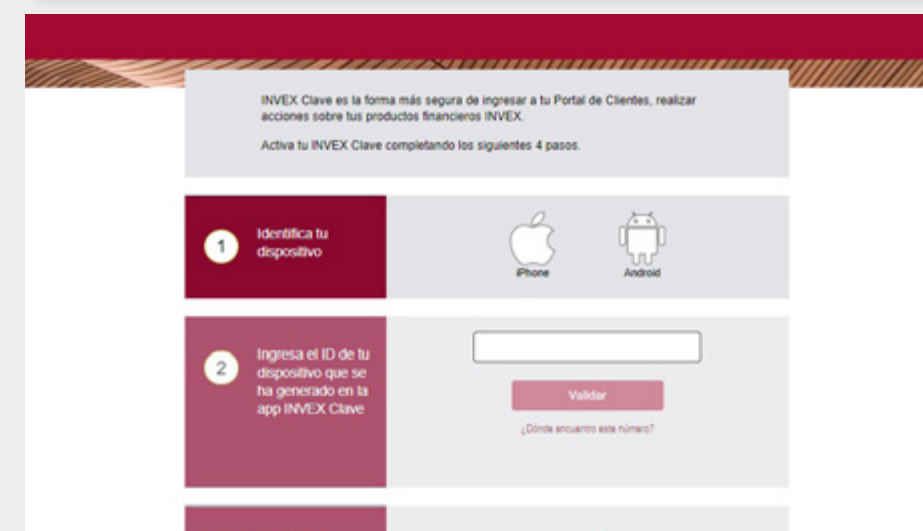 INVEX Clave es la forma más segura de ingresar a tu Portal de Clientes, realizar
acciones sobre tus productos financieros INVEX.
Activa tu INVEX Clave completando los siguientes 4 pasos.
1
Identifica tu
dispositivo
iPhone
Android
2
Ingresa el ID de tu
dispositivo que se
ha generado en la
app INVEX Clave
Validar
¿Dónde encuentro este número?